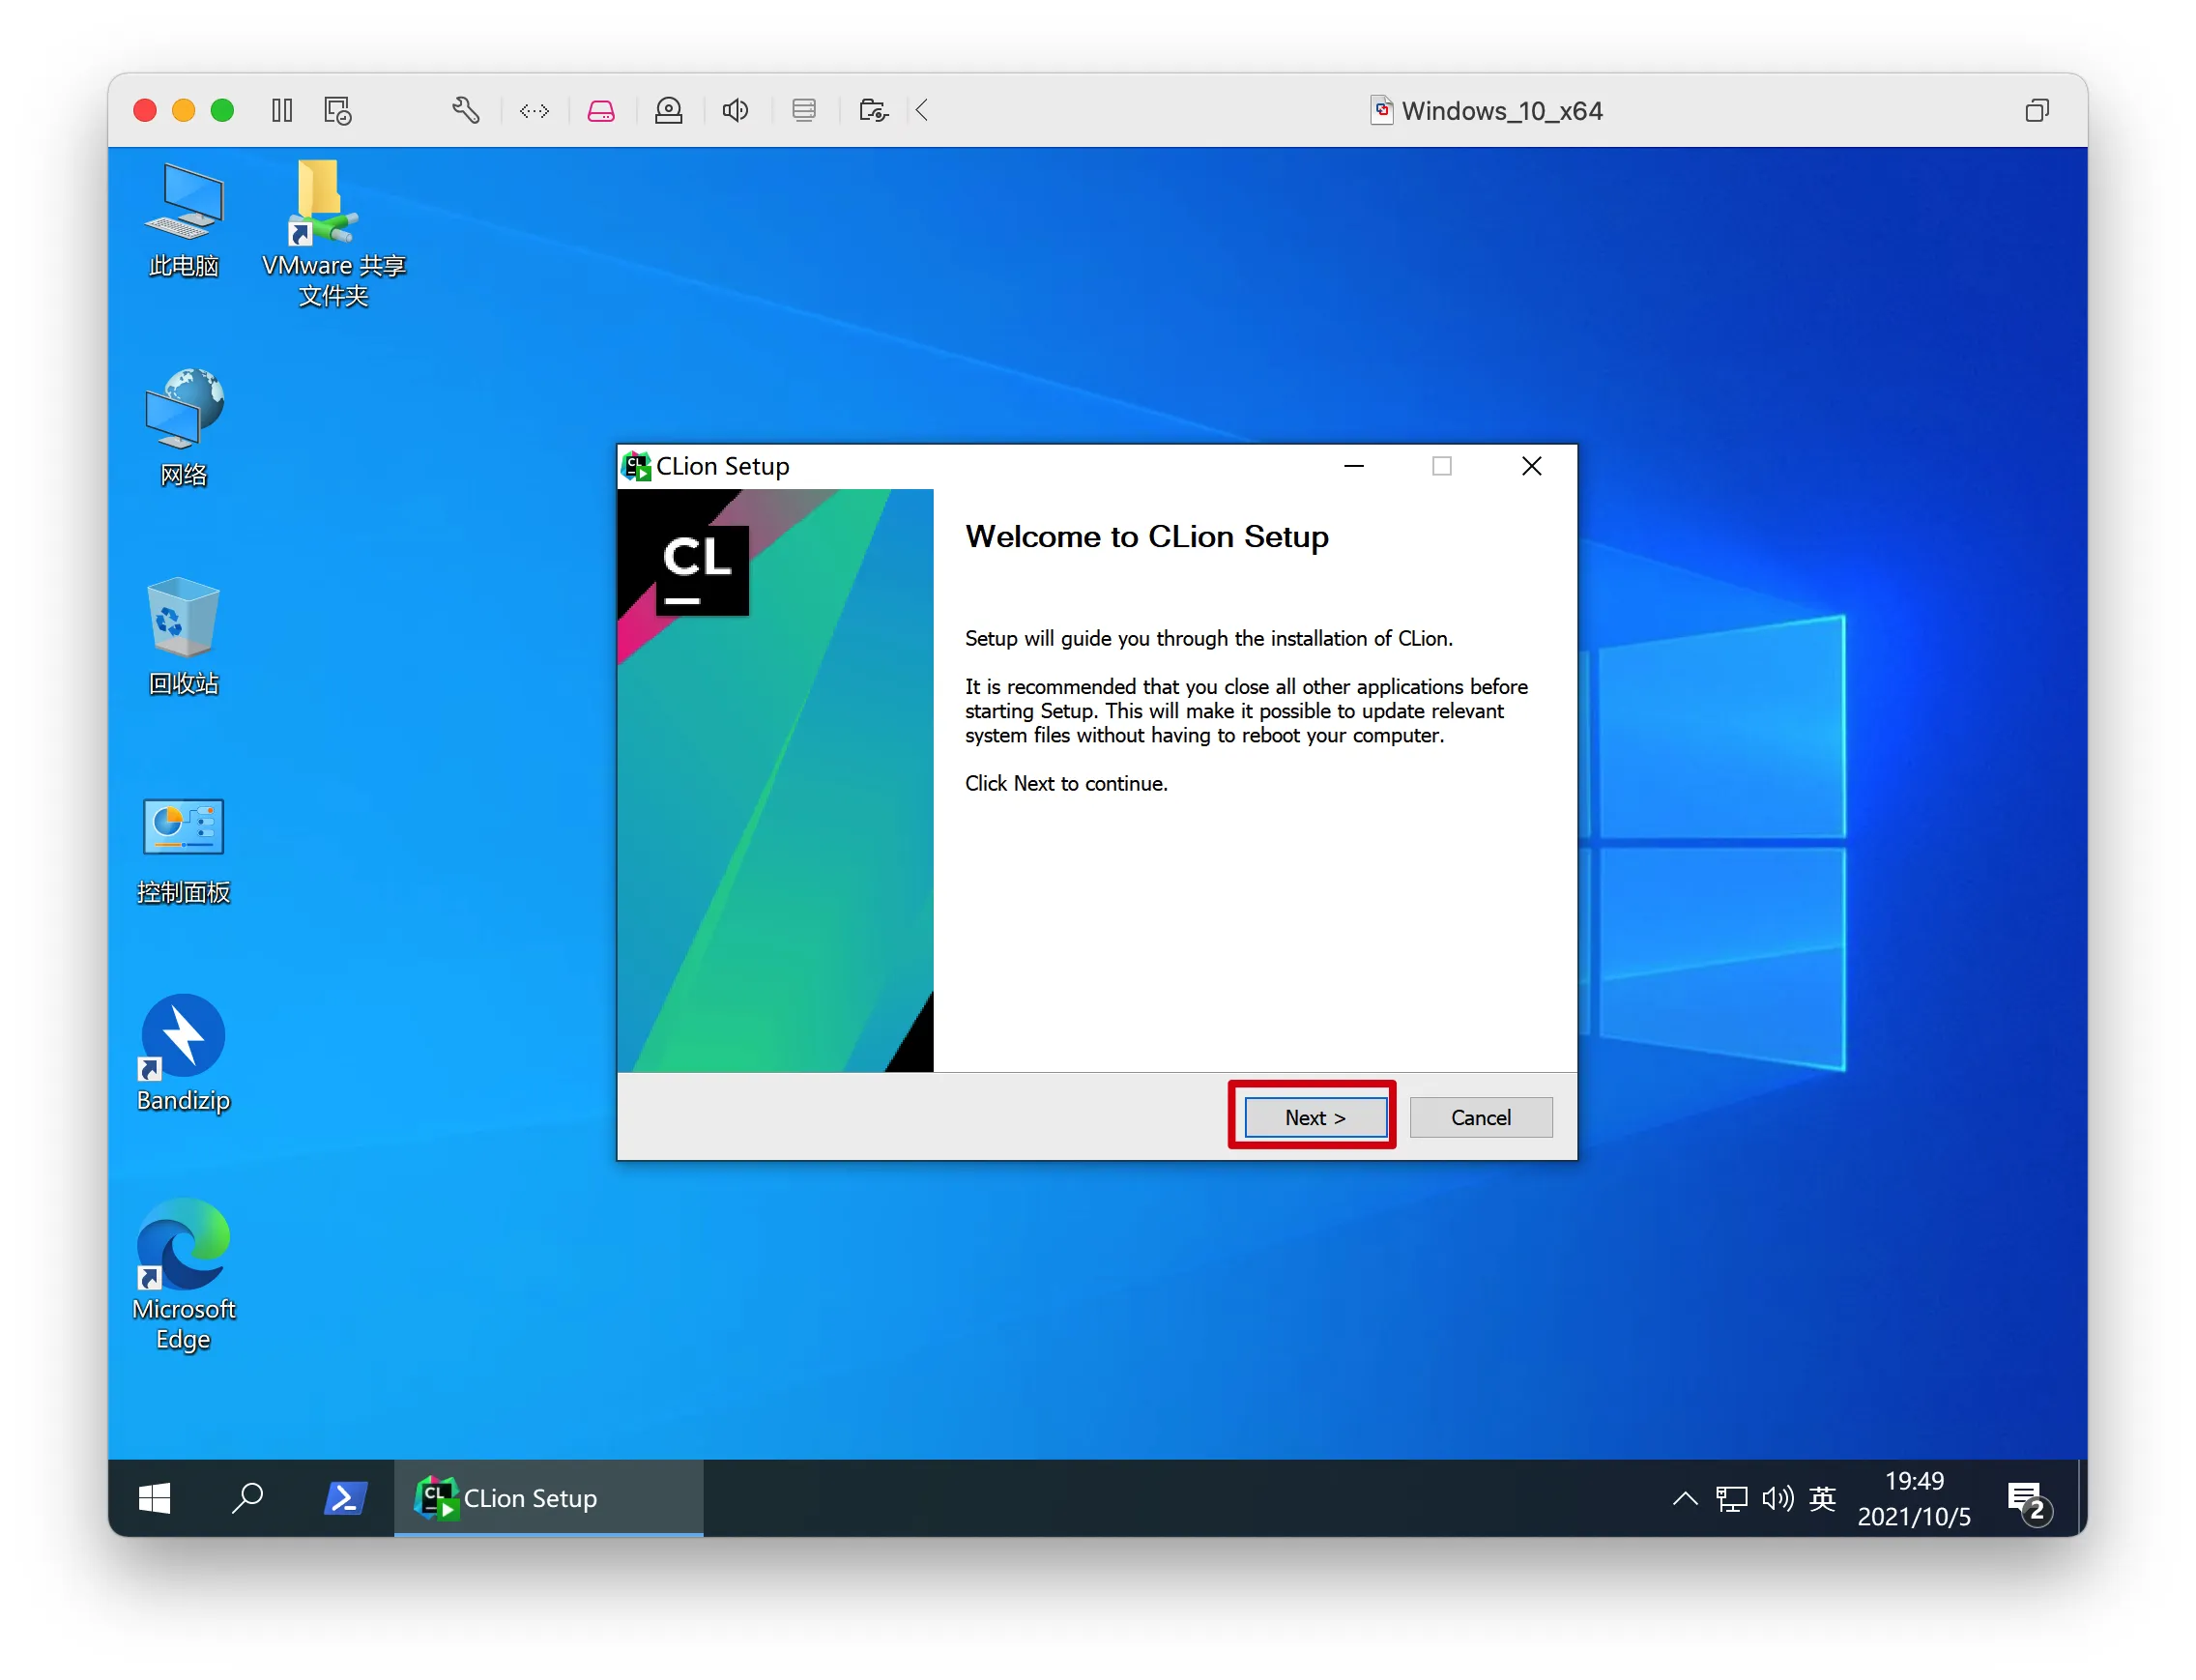 Windows_10_x64
此电脑
VMware 共享
文件夹
网络
回收站
控制面板
Bandizip
Microsoft
Edge
CLion Setup
CL
Welcome to CLion Setup
Setup will guide you through the installation of CLion.
It is recommended that you close all other applications before
starting Setup. This will make it possible to update relevant
system files without having to reboot your computer.
Click Next to continue.
Next >
Cancel
CL
CLion Setup
英
19:49
2021/10/5
2